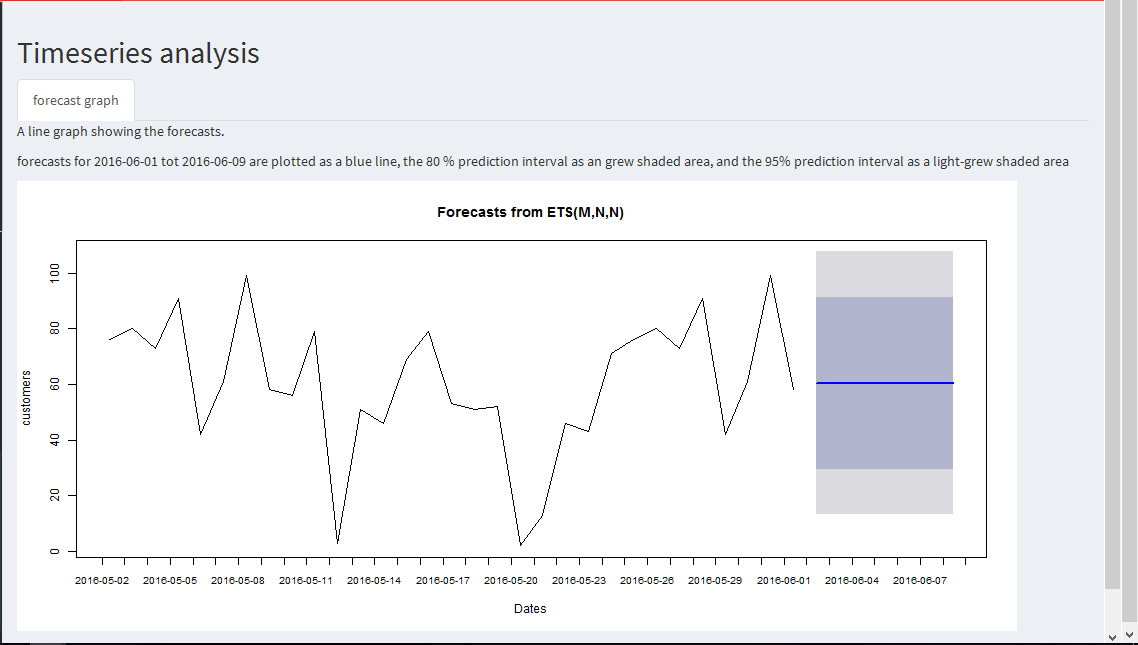 Timeseries analysis
forecast graph
A line graph showing the forecasts.
forecasts for 2016-06-01 tot 2016-06-09 are plotted as a blue line, the 80 % prediction interval as an grew shaded area, and the 95% prediction interval as a light-grew shaded area
Forecasts from ETS(M,N,N)
100
80
60
40
20
0
customers
2016-05-02 2016-05-05 2016-05-08 2016-05-11 2016-05-14 2016-05-17 2016-05-20 2016-05-23 2016-05-26 2016-05-29 2016-06-01 2016-06-04 2016-06-07
Dates